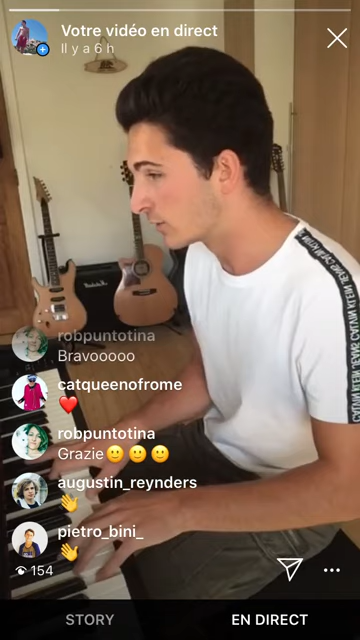 Votre vidéo en direct
Il y a 6 h
robpuntotina
Bravooooo
catqueenofrome
❤️
robpuntotina
Grazie🙂🙂🙂
augustin_reynders
👋
pietro_bini_
👋
154
STORY
EN DIRECT